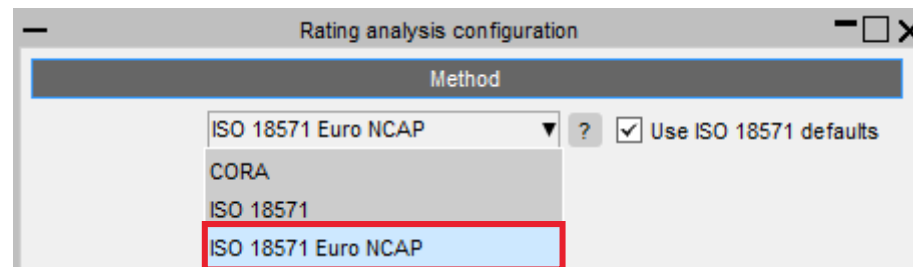 Rating analysis configuration
Method
ISO 18571 Euro NCAP ? Use ISO 18571 defaults
CORA
ISO 18571
ISO 18571 Euro NCAP